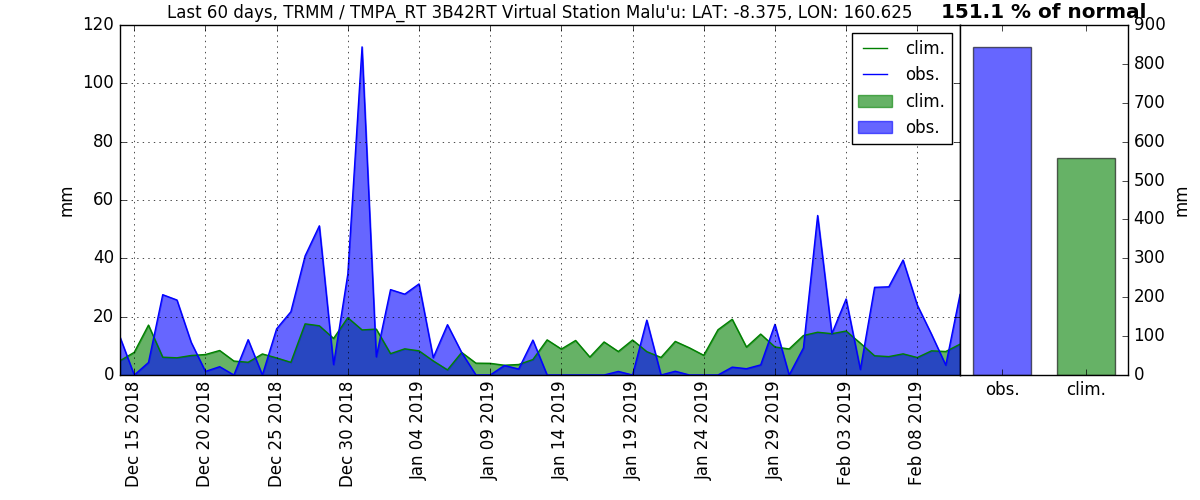 Last 60 days, TRMM / TMPA_RT 3B42RT Virtual Station Malu'u: LAT: -8.375, LON: 160.625
151.1 % of normal
120
100
80
60
40
20
0
mm
clim.
obs.
clim.
obs.
Dec 15 2018
Dec 20 2018
Dec 25 2018
Dec 30 2018
Jan 04 2019
Jan 09 2019
Jan 14 2019
Jan 19 2019
Jan 24 2019
Jan 29 2019
Feb 03 2019
Feb 08 2019
900
800
700
600
500
400
300
200
100
0
mm
obs.
clim.